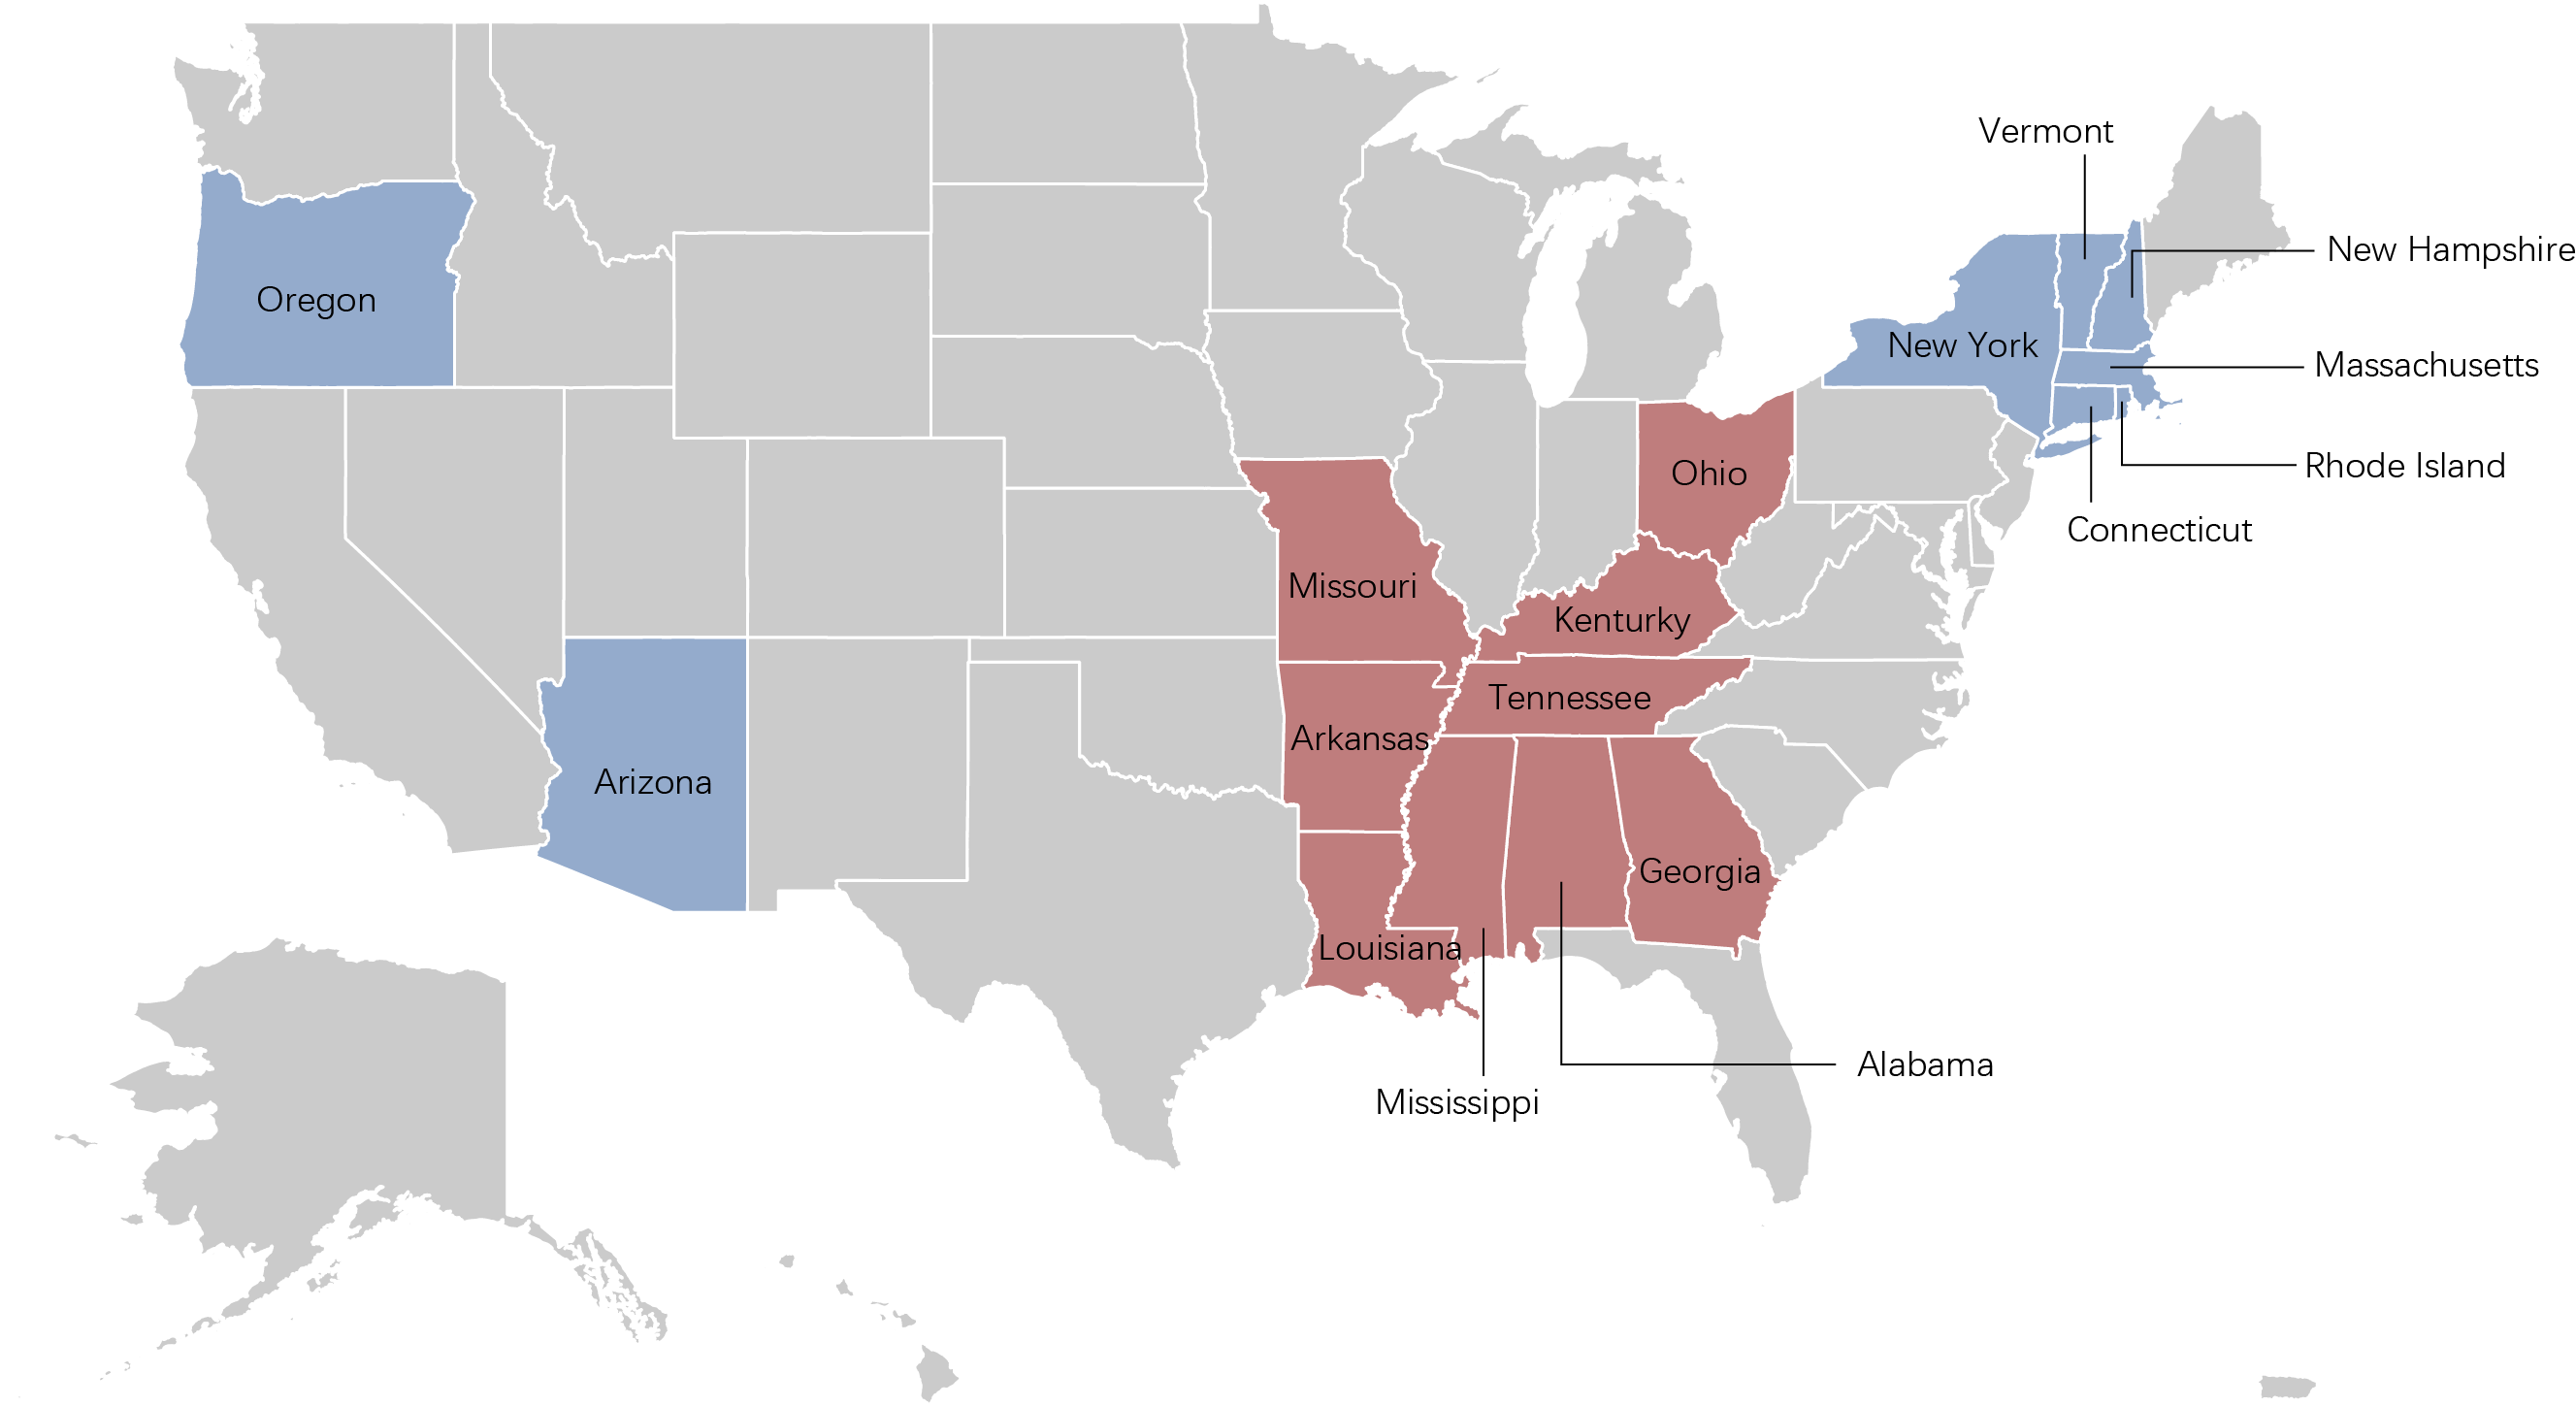 Vermont
New Hampshire
Oregon
New York
Massachusetts
Ohio
Rhode Island
Connecticut
Missouri
Kenturky
Tennessee
Arkansas
Arizona
Georgia
Louisiana
Alabama
Mississippi